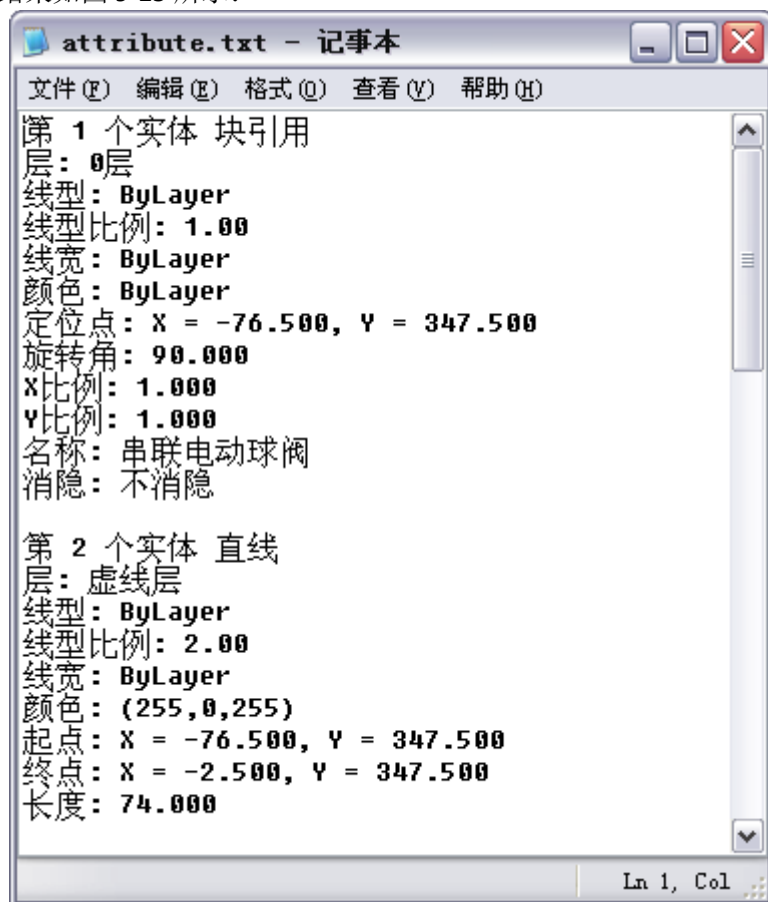 attribute.txt - 记事本
文件(F) 编辑(E) 格式(O) 查看(V) 帮助(H)
第 1 个实体 块引用
层: 0层
线型: ByLayer
线型比例: 1.00
线宽: ByLayer
颜色: ByLayer
定位点: X = -76.500, Y = 347.500
旋转角: 90.000
X比例: 1.000
Y比例: 1.000
名称: 串联电动球阀
消隐: 不消隐
第 2 个实体 直线
层: 虚线层
线型: ByLayer
线型比例: 2.00
线宽: ByLayer
颜色: (255,0,255)
起点: X = -76.500, Y = 347.500
终点: X = -2.500, Y = 347.500
长度: 74.000
Ln 1, Col